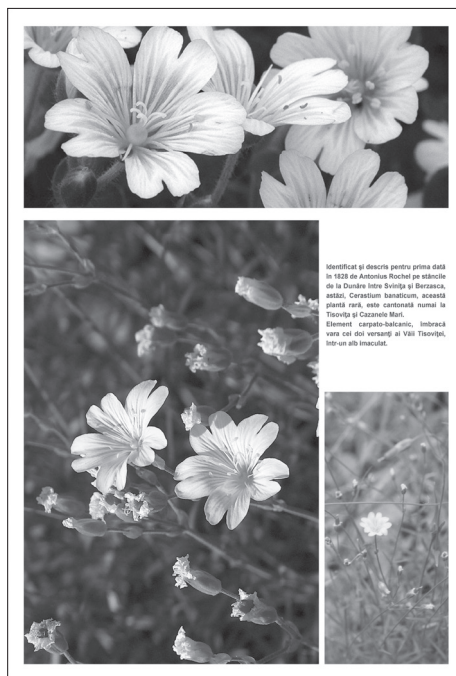 Identificat şi descris pentru prima dată
în 1828 de Antonius Rochel pe stâncile
de la Dunăre între Sviniţa şi Berzasca,
astăzi, Cerastium banaticum, această
plantă rară, este cantonată numai la
Tisoviţa şi Cazanele Mari.
Element carpato-balcanic, îmbracă
vara cei doi versanţi ai Văii Tisoviţei,
într-un alb imaculat.